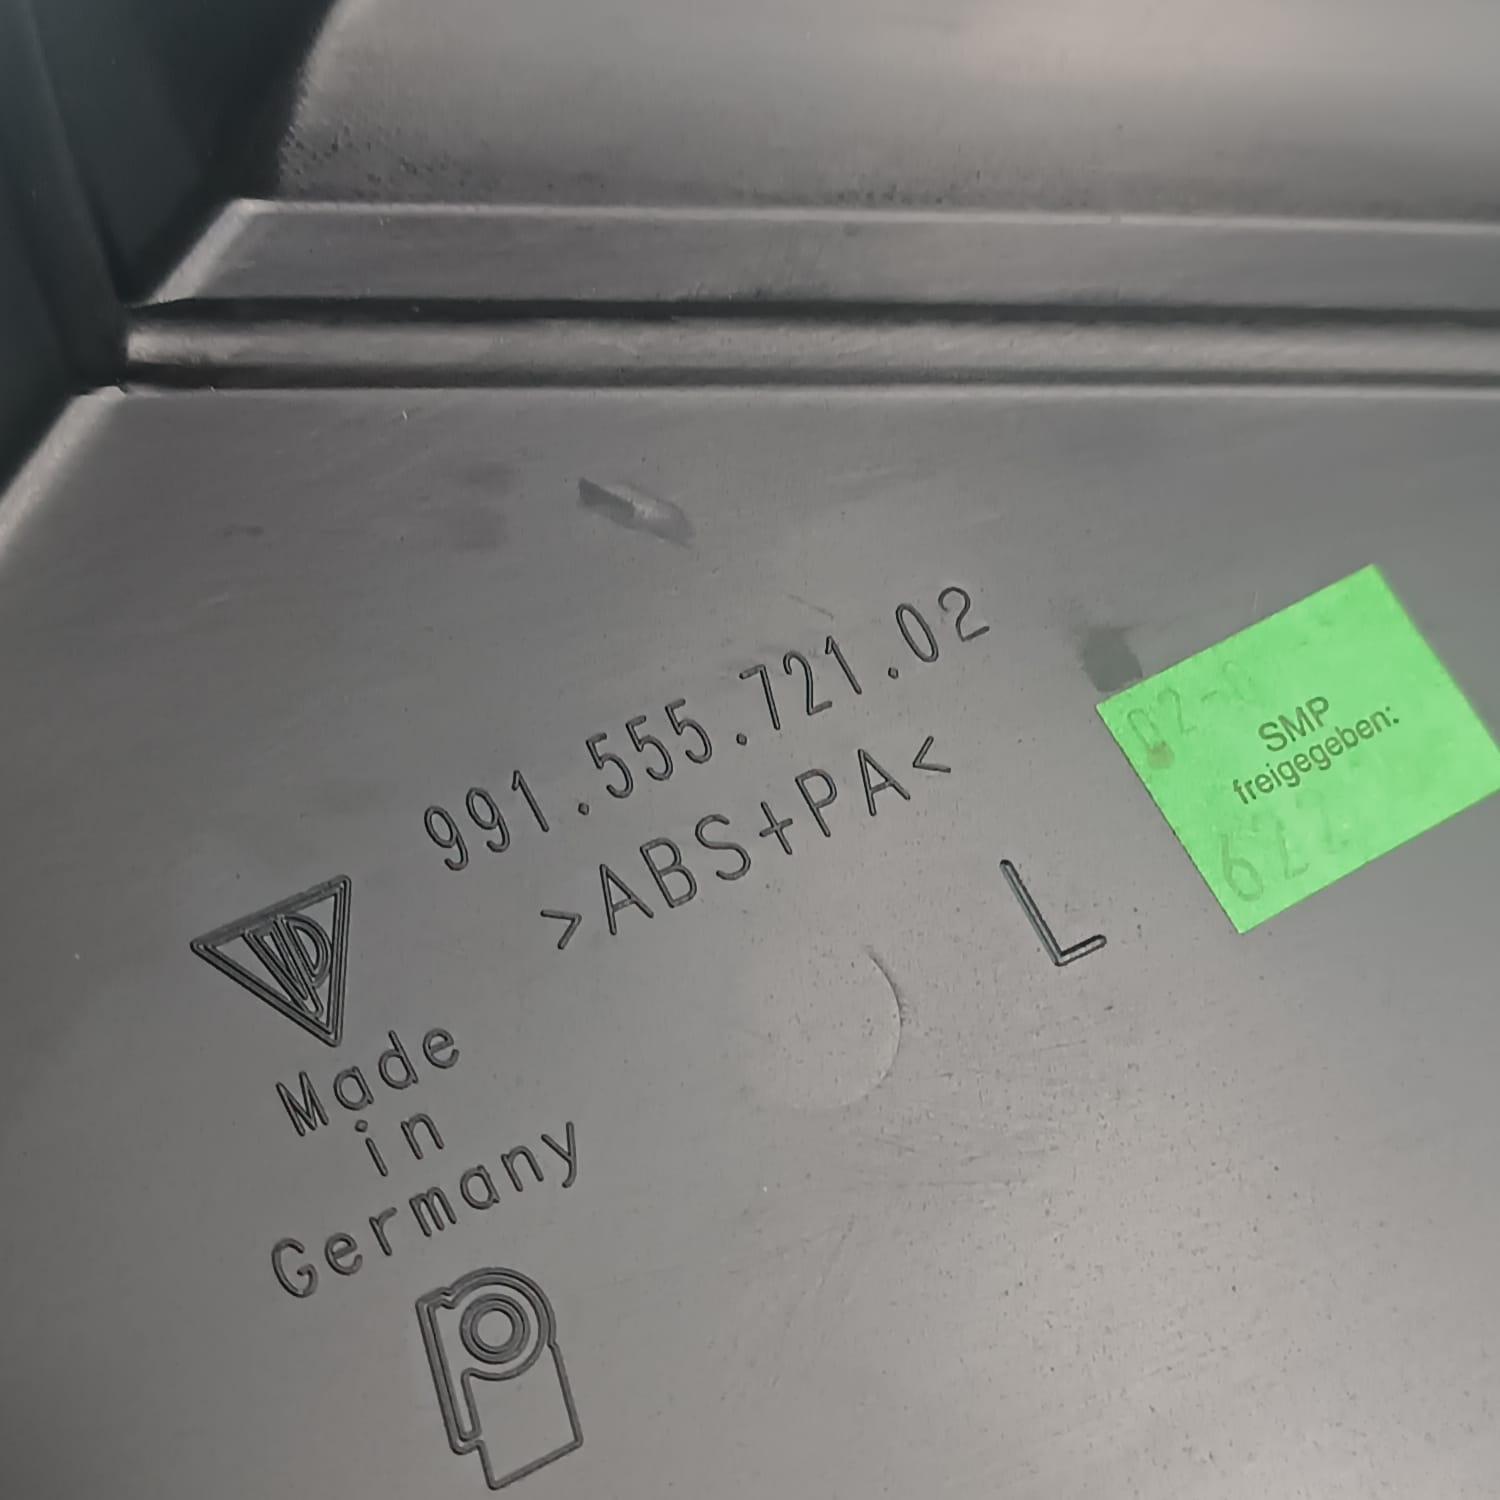 991.555.721.02
>ABS+PA<
L
SMP
freigegeben:
Made
in
Germany